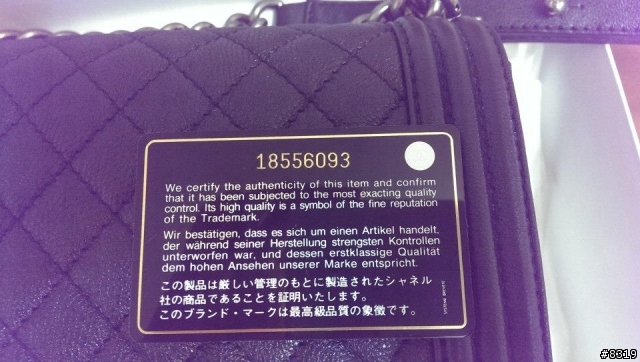 18556093
We certify the authenticity of this item and confirm
that it has been subjected to the most exacting quality
control. Its high quality is a symbol of the fine reputation
of the Trademark.
Wir bestätigen, dass es sich um einen Artikel handelt,
der während seiner Herstellung strengsten Kontrollen
unterworfen war, und dessen erstklassige Qualität
dem hohen Ansehen unserer Marke entspricht.
この製品は厳しい管理のもとに製造されたシャネル
社の商品であることを証明いたします。
このブランド・マークは最高級品質の象徴です。
#8319